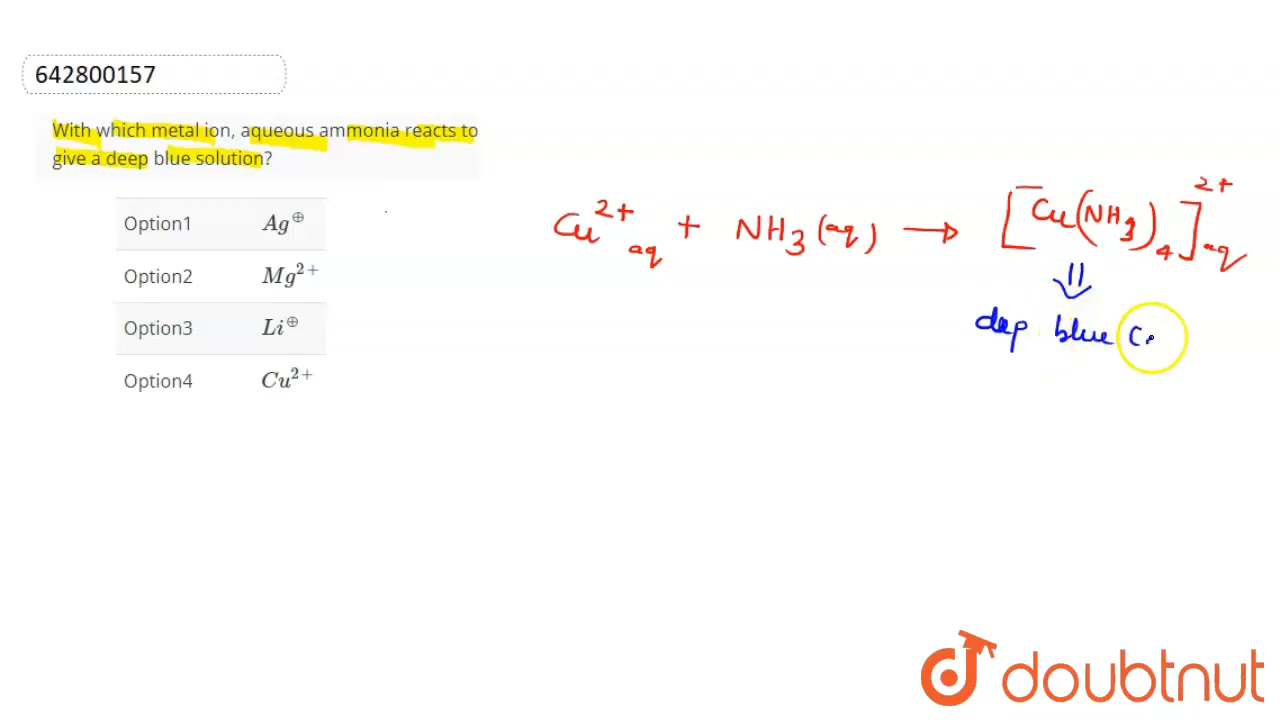 642800157
With which metal ion, aqueous ammonia reacts to
give a deep blue solution?
Option1 Ag⊕
Option2 Mg2+
Option3 Li⊕
Option4 Cu2+
Cu2+aq + NH3(aq) → [Cu(NH3)4]2+aq
⇓
deep blue C
doubtnut